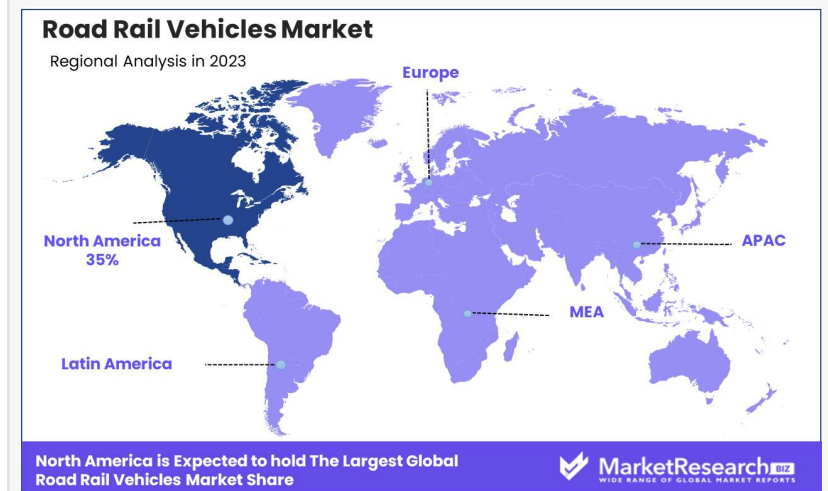 Road Rail Vehicles Market
Regional Analysis in 2023
Europe
North America
35%
APAC
MEA
Latin America
North America is Expected to hold The Largest Global
Road Rail Vehicles Market Share
MarketResearch BIZ
WIDE RANGE OF GLOBAL MARKET REPORTS